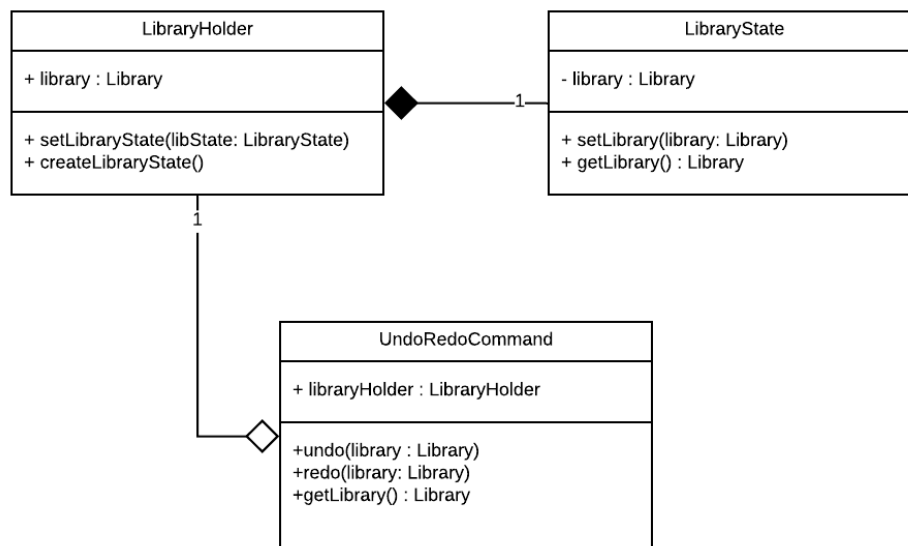 LibraryHolder
+ library : Library
+ setLibraryState(libState: LibraryState)
+ createLibraryState()
1
LibraryState
- library : Library
+ setLibrary(library: Library)
+ getLibrary() : Library
1
UndoRedoCommand
+ libraryHolder : LibraryHolder
+undo(library : Library)
+redo(library: Library)
+getLibrary() : Library